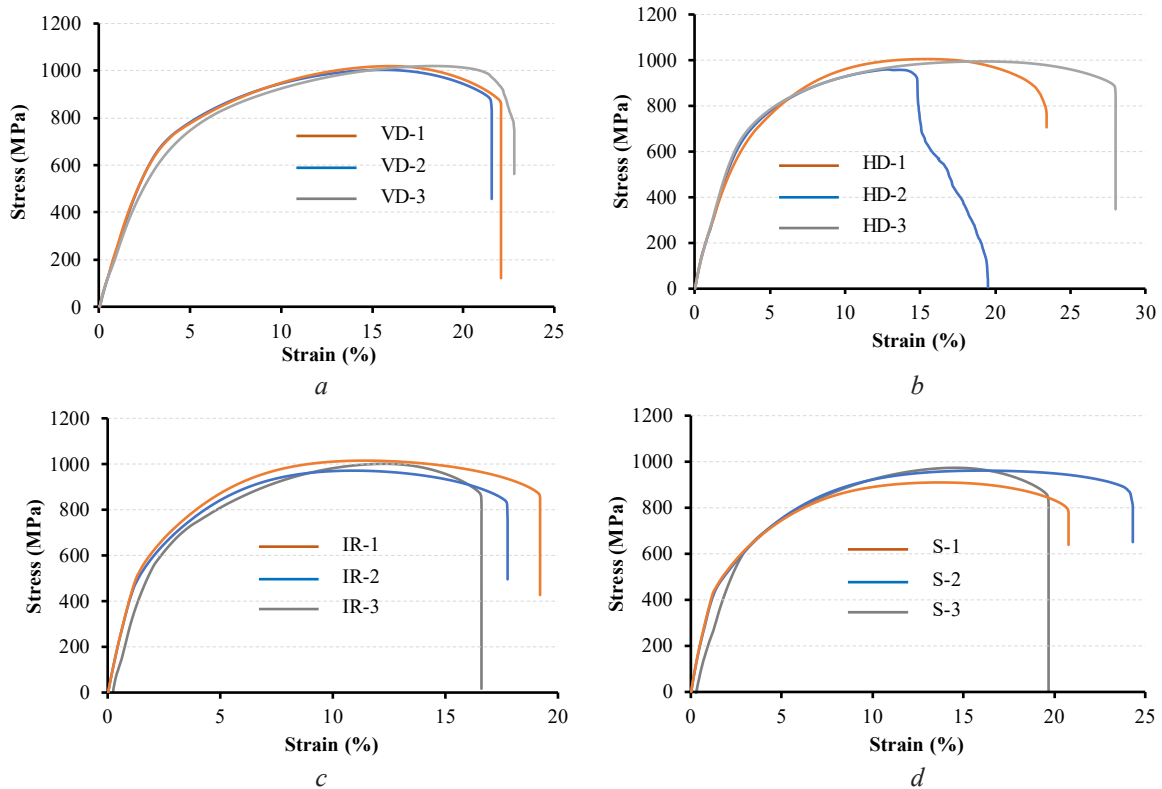 1200
1000
800
600
400
200
0
0 5 10 15 20 25
Stress (MPa)
Strain (%)
VD-1
VD-2
VD-3
a
1200
1000
800
600
400
200
0
0 5 10 15 20 25 30
Stress (MPa)
Strain (%)
HD-1
HD-2
HD-3
b
1200
1000
800
600
400
200
0
0 5 10 15 20
Stress (MPa)
Strain (%)
IR-1
IR-2
IR-3
c
1200
1000
800
600
400
200
0
0 5 10 15 20 25
Stress (MPa)
Strain (%)
S-1
S-2
S-3
d